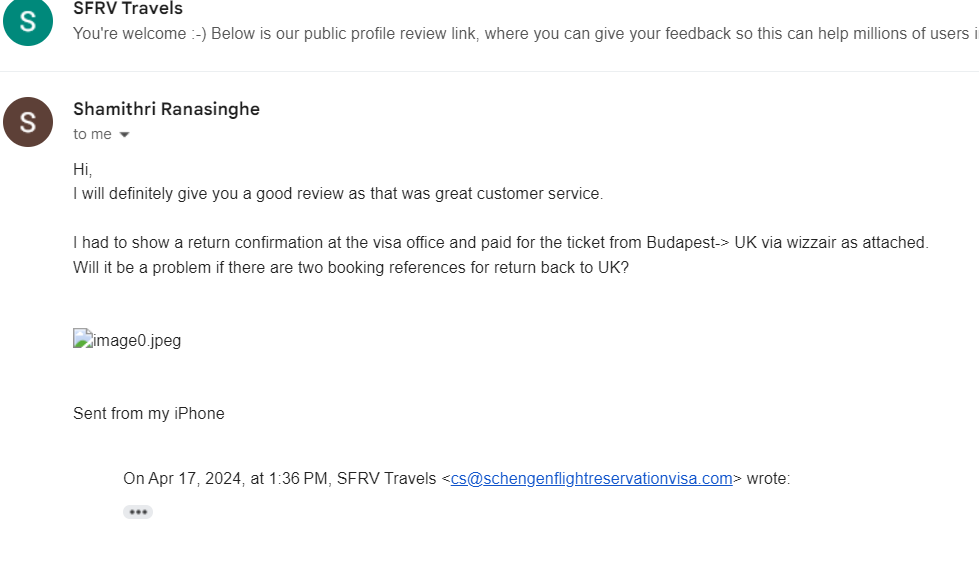 S
SFRV Travels
You're welcome :-) Below is our public profile review link, where you can give your feedback so this can help millions of users i
S
Shamithri Ranasinghe
to me
Hi,
I will definitely give you a good review as that was great customer service.
I had to show a return confirmation at the visa office and paid for the ticket from Budapest-> UK via wizzair as attached.
Will it be a problem if there are two booking references for return back to UK?
image0.jpeg
Sent from my iPhone
On Apr 17, 2024, at 1:36 PM, SFRV Travels <cs@schengenflightreservationvisa.com> wrote: